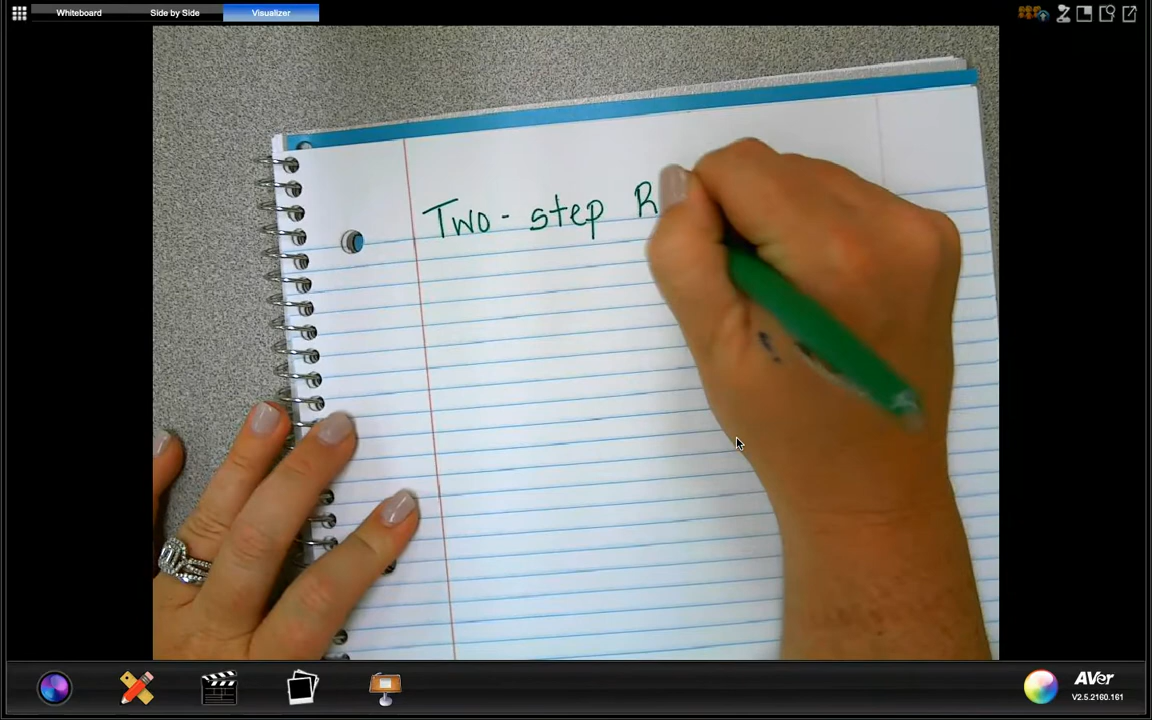 Whiteboard
Side by Side
Visualizer
Two-step R
AVer
V2.5.2160.161